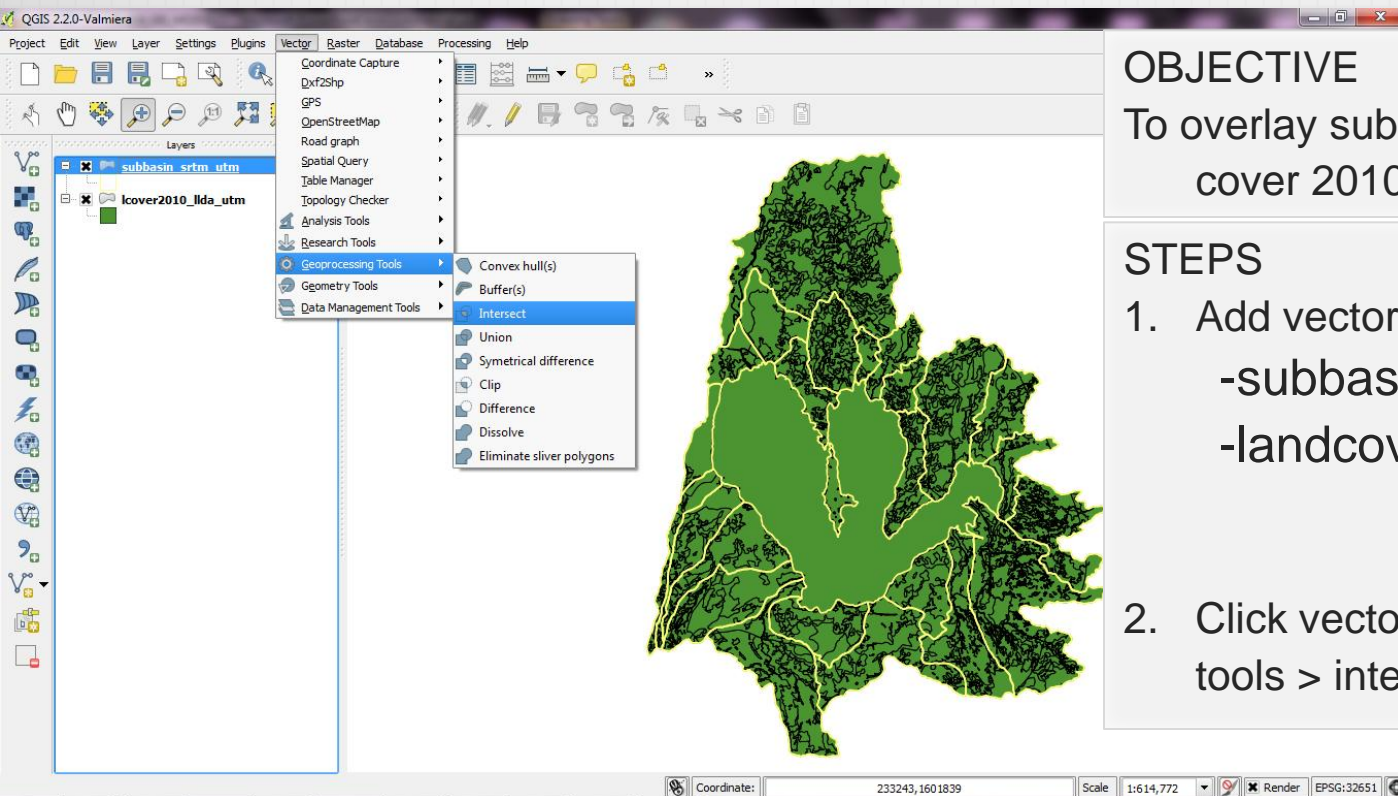 QGIS 2.2.0-Valmiera
Project Edit View Layer Settings Plugins Vector Raster Database Processing Help
Coordinate Capture
Dxf2Shp
GPS
OpenStreetMap
Road graph
Spatial Query
Table Manager
Topology Checker
Analysis Tools
Research Tools
Geoprocessing Tools
Geometry Tools
Data Management Tools
Convex hull(s)
Buffer(s)
Intersect
Union
Symetrical difference
Clip
Difference
Dissolve
Eliminate sliver polygons
Layers
subbasin_srtm_utm
lcover2010_llda_utm
OBJECTIVE
To overlay sub
cover 2010
STEPS
1. Add vector
-subbas
-landcov
2. Click vecto
tools > inte
Coordinate: 233243,1601839 Scale 1:614,772 Render EPSG:32651